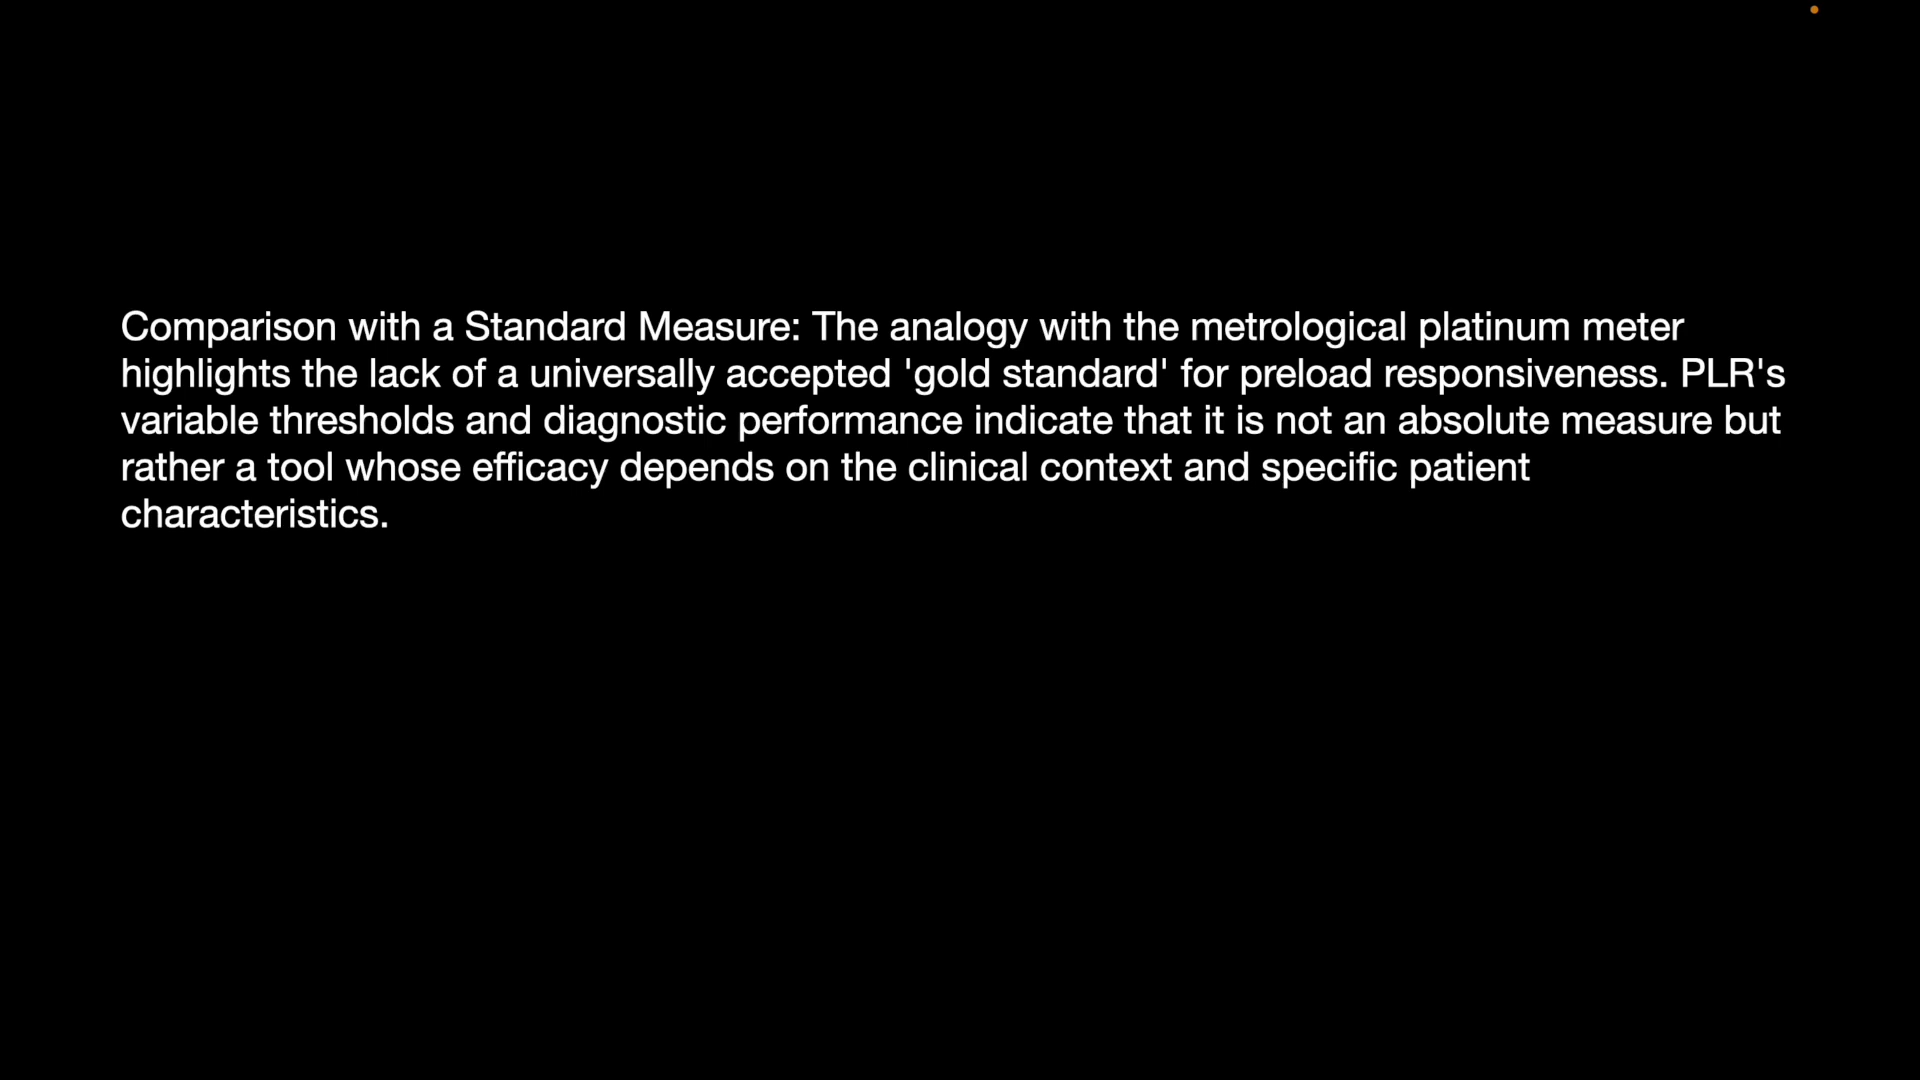 Comparison with a Standard Measure: The analogy with the metrological platinum meter
highlights the lack of a universally accepted 'gold standard' for preload responsiveness. PLR's
variable thresholds and diagnostic performance indicate that it is not an absolute measure but
rather a tool whose efficacy depends on the clinical context and specific patient
characteristics.